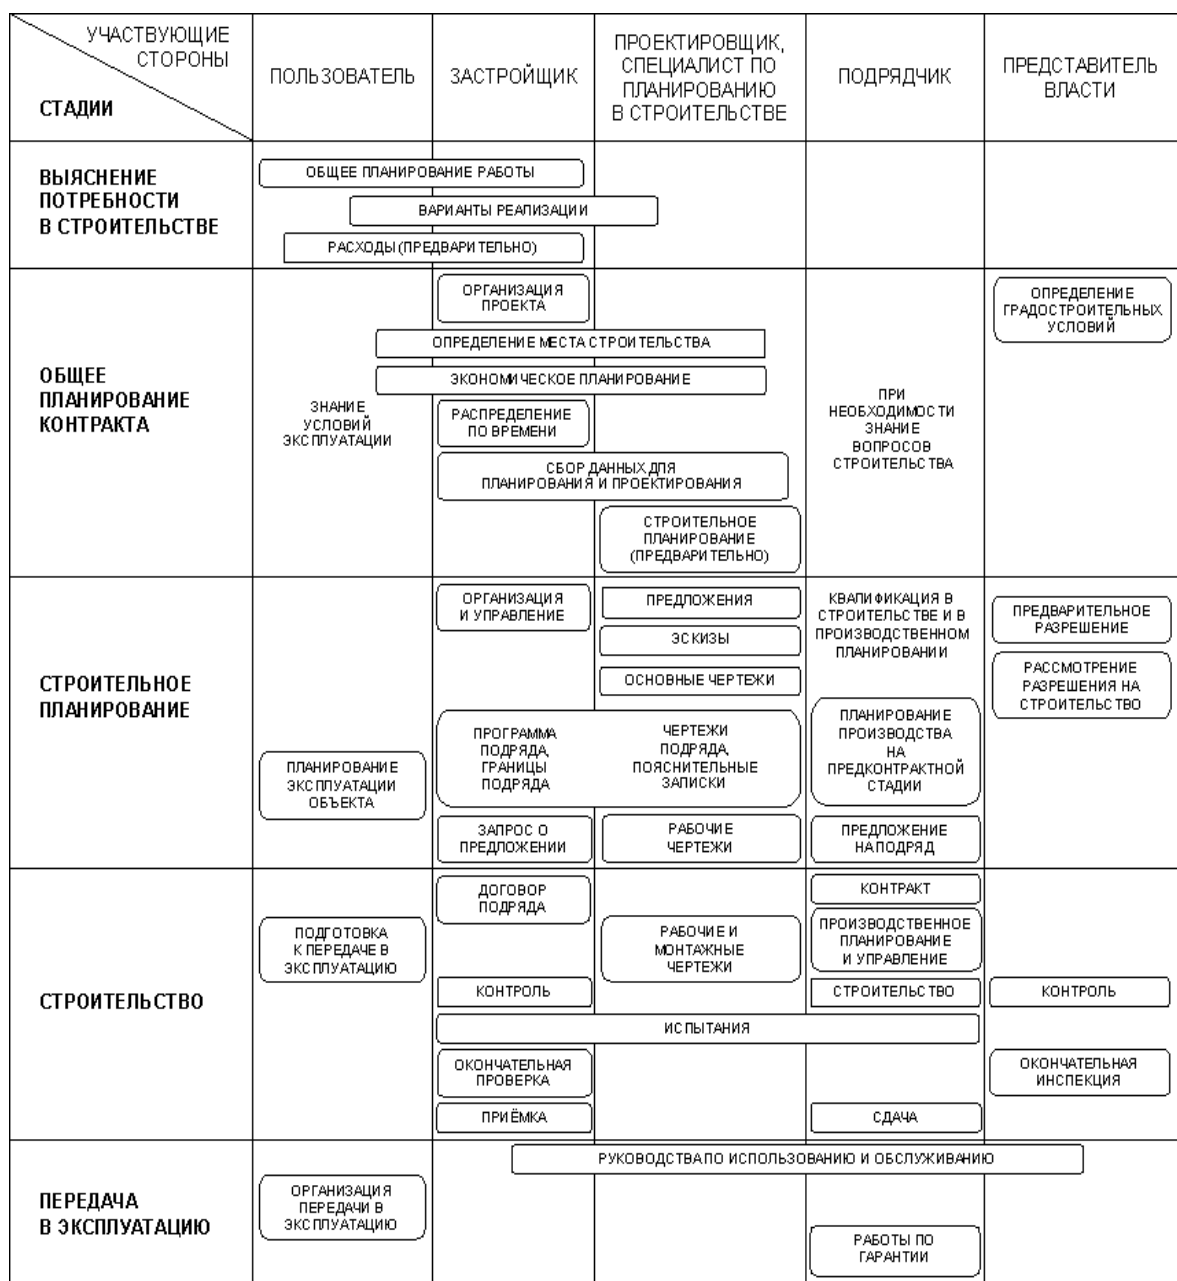 УЧАСТВУЮЩИЕ
СТОРОНЫ
СТАДИИ
ПОЛЬЗОВАТЕЛЬ
ЗАСТРОЙЩИК
ПРОЕКТИРОВЩИК,
СПЕЦИАЛИСТ ПО
ПЛАНИРОВАНИЮ
В СТРОИТЕЛЬСТВЕ
ПОДРЯДЧИК
ПРЕДСТАВИТЕЛЬ
ВЛАСТИ
ВЫЯСНЕНИЕ
ПОТРЕБНОСТИ
В СТРОИТЕЛЬСТВЕ
ОБЩЕЕ ПЛАНИРОВАНИЕ РАБОТЫ
ВАРИАНТЫ РЕАЛИЗАЦИИ
РАСХОДЫ (ПРЕДВАРИТЕЛЬНО)
ОБЩЕЕ
ПЛАНИРОВАНИЕ
КОНТРАКТА
ЗНАНИЕ
УСЛОВИЙ
ЭКСПЛУАТАЦИИ
ОРГАНИЗАЦИЯ
ПРОЕКТА
ОПРЕДЕЛЕНИЕ МЕСТА СТРОИТЕЛЬСТВА
ЭКОНОМИЧЕСКОЕ ПЛАНИРОВАНИЕ
РАСПРЕДЕЛЕНИЕ
ПО ВРЕМЕНИ
СБОР ДАННЫХ ДЛЯ
ПЛАНИРОВАНИЯ И ПРОЕКТИРОВАНИЯ
СТРОИТЕЛЬНОЕ
ПЛАНИРОВАНИЕ
(ПРЕДВАРИТЕЛЬНО)
ПРИ
НЕОБХОДИМОСТИ
ЗНАНИЕ
ВОПРОСОВ
СТРОИТЕЛЬСТВА
ОПРЕДЕЛЕНИЕ
ГРАДОСТРОИТЕЛЬНЫХ
УСЛОВИЙ
СТРОИТЕЛЬНОЕ
ПЛАНИРОВАНИЕ
ПЛАНИРОВАНИЕ
ЭКСПЛУАТАЦИИ
ОБЪЕКТА
ОРГАНИЗАЦИЯ
И УПРАВЛЕНИЕ
ПРОГРАММА
ПОДРЯДА,
ГРАНИЦЫ
ПОДРЯДА
ЗАПРОС О
ПРЕДЛОЖЕНИИ
ПРЕДЛОЖЕНИЯ
ЭСКИЗЫ
ОСНОВНЫЕ ЧЕРТЕЖИ
ЧЕРТЕЖИ
ПОДРЯДА,
ПОЯСНИТЕЛЬНЫЕ
ЗАПИСКИ
РАБОЧИЕ
ЧЕРТЕЖИ
КВАЛИФИКАЦИЯ В
СТРОИТЕЛЬСТВЕ И В
ПРОИЗВОДСТВЕННОМ
ПЛАНИРОВАНИИ
ПЛАНИРОВАНИЕ
ПРОИЗВОДСТВА
НА
ПРЕДКОНТРАКТНОЙ
СТАДИИ
ПРЕДЛОЖЕНИЕ
НА ПОДРЯД
ПРЕДВАРИТЕЛЬНОЕ
РАЗРЕШЕНИЕ
РАССМОТРЕНИЕ
РАЗРЕШЕНИЯ НА
СТРОИТЕЛЬСТВО
СТРОИТЕЛЬСТВО
ПОДГОТОВКА
К ПЕРЕДАЧЕ В
ЭКСПЛУАТАЦИЮ
ДОГОВОР
ПОДРЯДА
КОНТРОЛЬ
ИСПЫТАНИЯ
ОКОНЧАТЕЛЬНАЯ
ПРОВЕРКА
ПРИЁМКА
РАБОЧИЕ И
МОНТАЖНЫЕ
ЧЕРТЕЖИ
КОНТРАКТ
ПРОИЗВОДСТВЕННОЕ
ПЛАНИРОВАНИЕ
И УПРАВЛЕНИЕ
СТРОИТЕЛЬСТВО
СДАЧА
КОНТРОЛЬ
ОКОНЧАТЕЛЬНАЯ
ИНСПЕКЦИЯ
ПЕРЕДАЧА
В ЭКСПЛУАТАЦИЮ
РУКОВОДСТВА ПО ИСПОЛЬЗОВАНИЮ И ОБСЛУЖИВАНИЮ
ОРГАНИЗАЦИЯ
ПЕРЕДАЧИ В
ЭКСПЛУАТАЦИЮ
РАБОТЫ ПО
ГАРАНТИИ